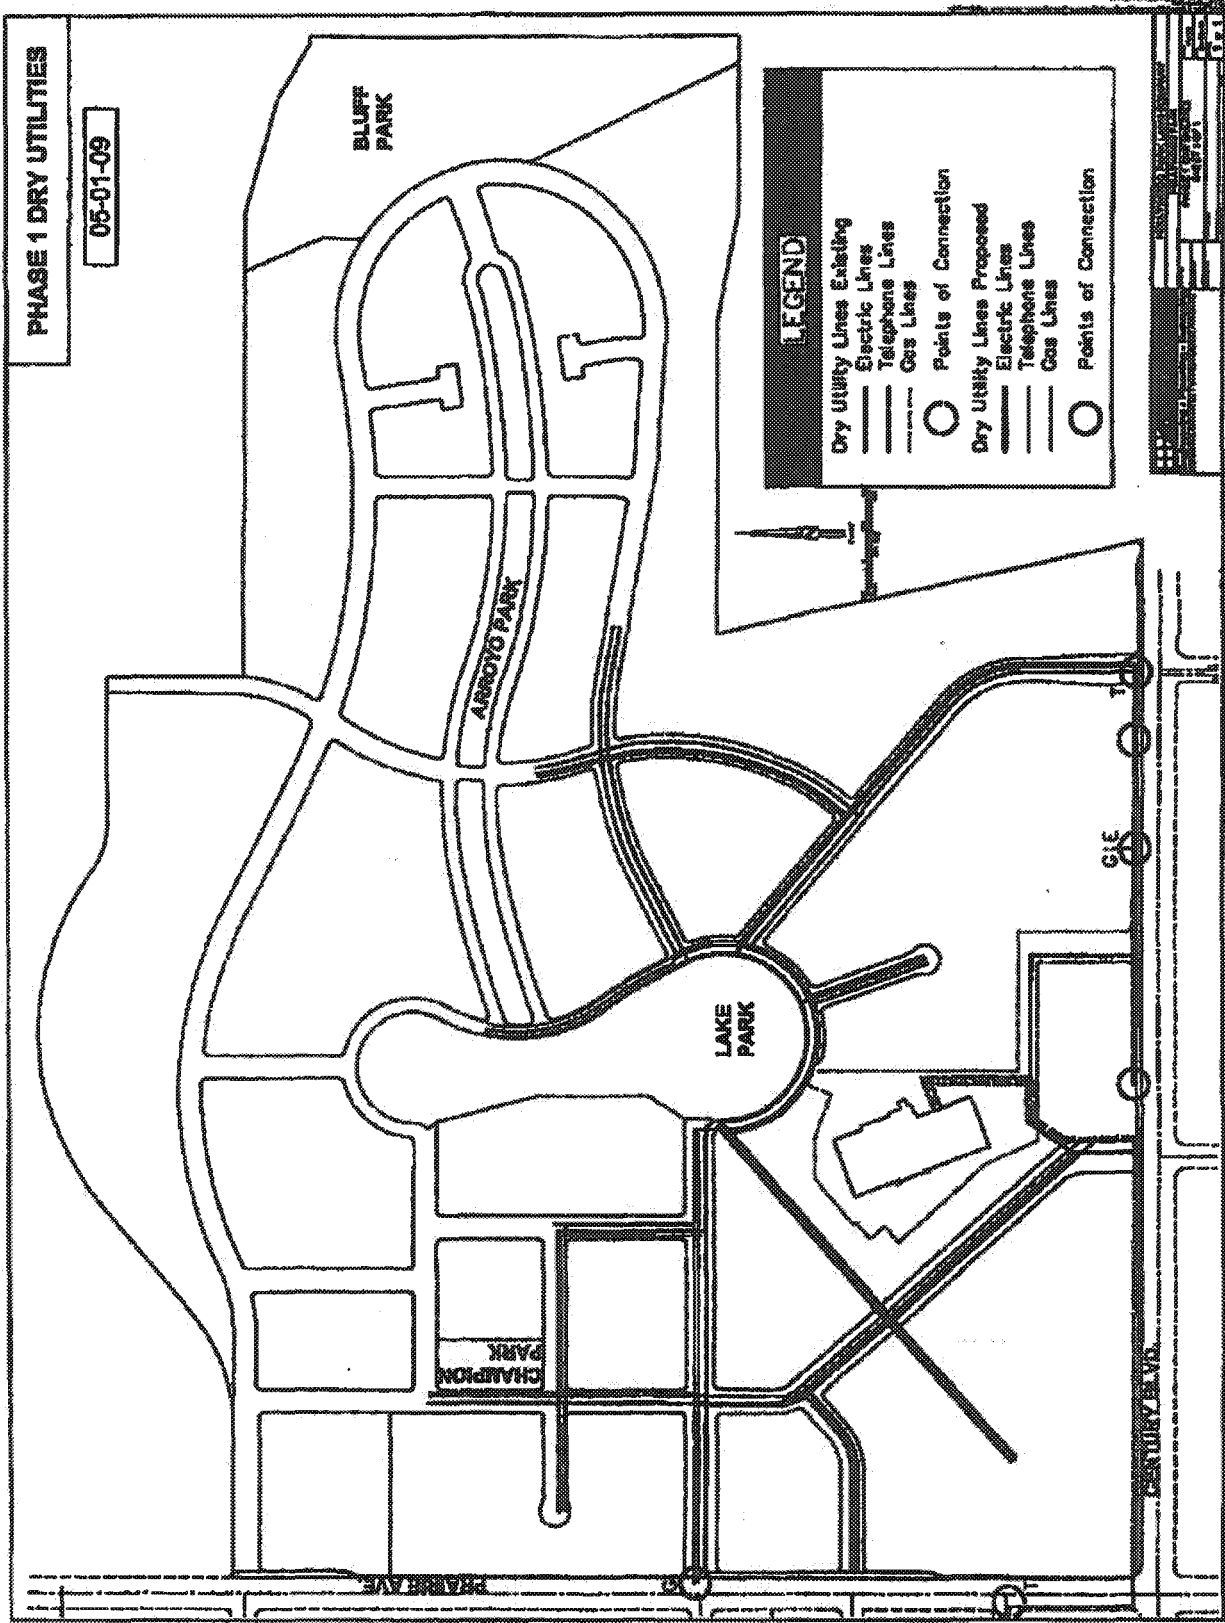 PHASE 1 DRY UTILITIES
05-01-09
BLUFF
PARK
ARROYO PARK
LAKE
PARK
CHAMPION
PARK
PRAIRIE AVE
CENTURY BLVD.
G
T
G E
T
LEGEND
Dry Utility Lines Existing
Electric Lines
Telephone Lines
Gas Lines
Points of Connection
Dry Utility Lines Proposed
Electric Lines
Telephone Lines
Gas Lines
Points of Connection